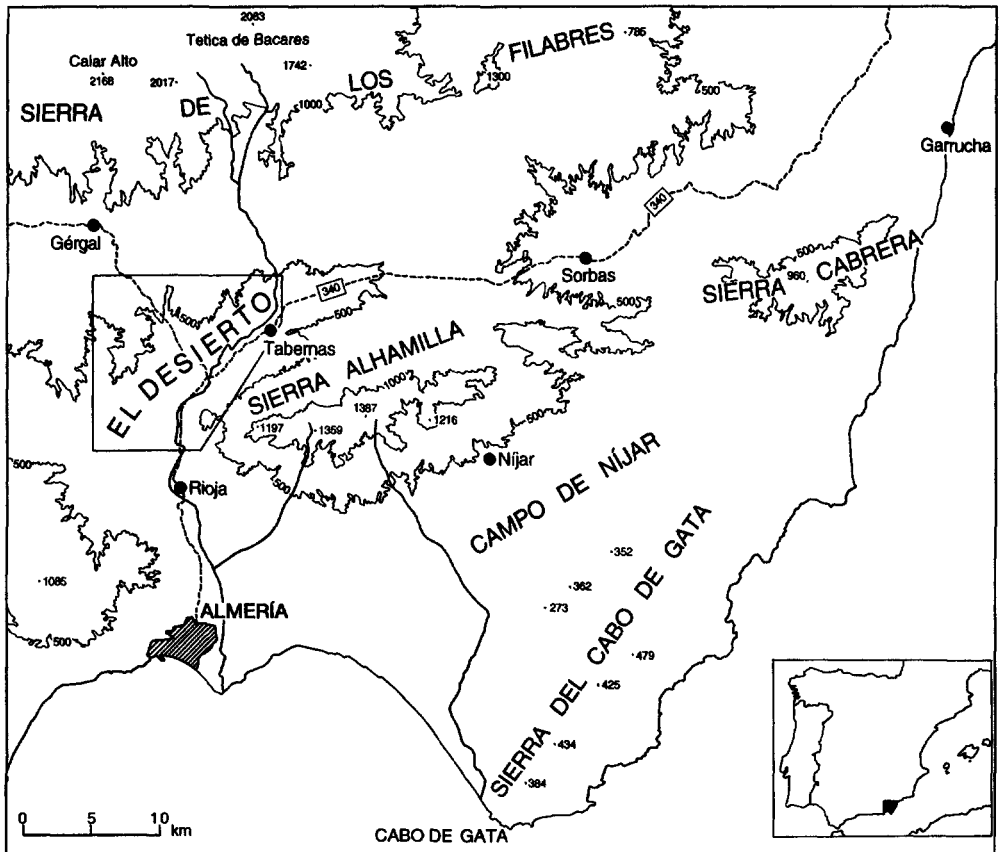 2083
Tetica de Bacares
Calar Alto
2168
2017
1742
SIERRA
DE
LOS
FILABRES
785
1300
1000
500
Garrucha
340
Gérgal
Sorbas
500
960
SIERRA CABRERA
340
500
500
500
EL DESIERTO
Tabernas
SIERRA ALHAMILLA
1000
1387
1197
1359
1216
500
Níjar
500
500
Rioja
CAMPO DE NÍJAR
352
362
273
1085
500
ALMERÍA
479
425
434
384
SIERRA DEL CABO DE GATA
0 5 10
km
CABO DE GATA